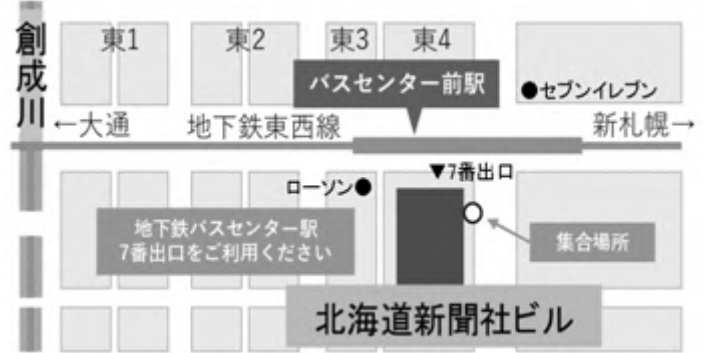 創成川
東1
東2
東3
東4
バスセンター前駅
●セブンイレブン
←大通
地下鉄東西線
新札幌→
▼7番出口
ローソン●
地下鉄バスセンター駅
7番出口をご利用ください
集合場所
北海道新聞社ビル